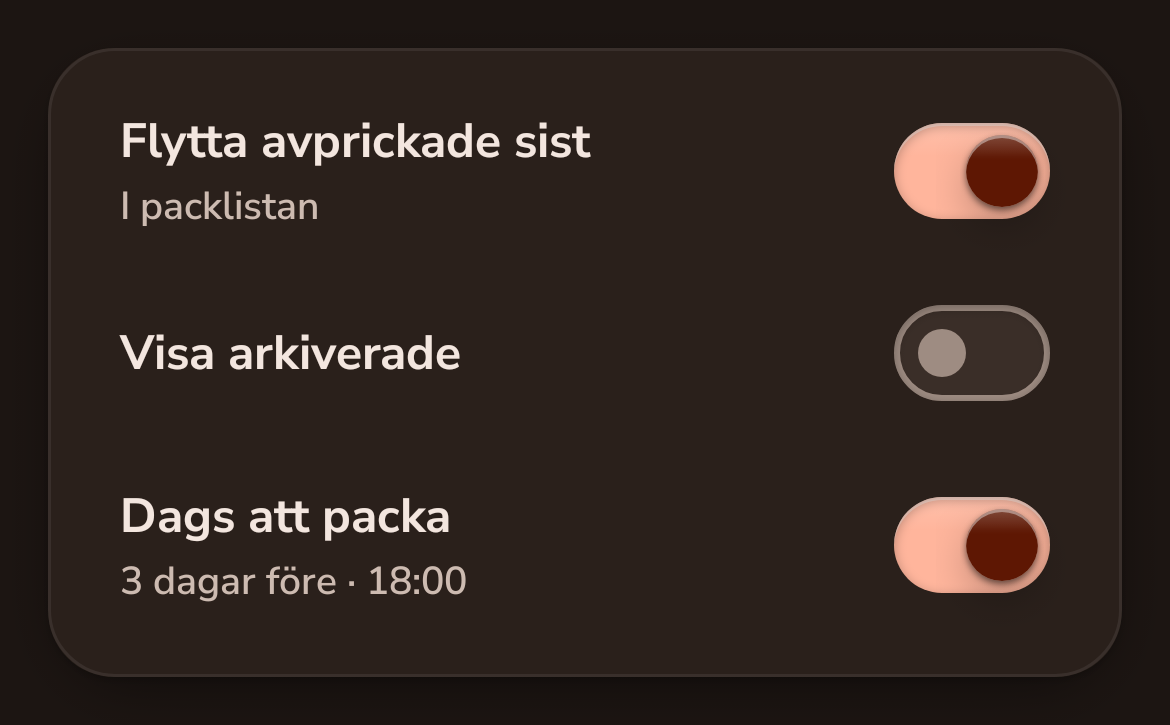 Flytta avprickade sist
I packlistan
Visa arkiverade
Dags att packa
3 dagar före · 18:00